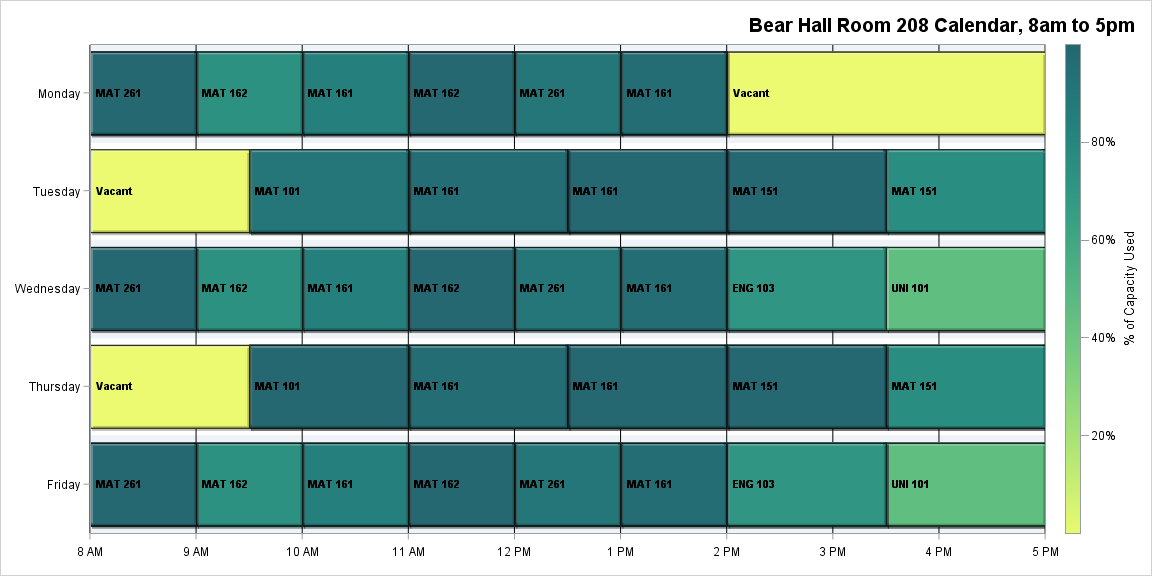 Bear Hall Room 208 Calendar, 8am to 5pm
Monday
MAT 261
MAT 162
MAT 161
MAT 162
MAT 261
MAT 161
Vacant
Tuesday
Vacant
MAT 101
MAT 161
MAT 161
MAT 151
MAT 151
Wednesday
MAT 261
MAT 162
MAT 161
MAT 162
MAT 261
MAT 161
ENG 103
UNI 101
Thursday
Vacant
MAT 101
MAT 161
MAT 161
MAT 151
MAT 151
Friday
MAT 261
MAT 162
MAT 161
MAT 162
MAT 261
MAT 161
ENG 103
UNI 101
8 AM
9 AM
10 AM
11 AM
12 PM
1 PM
2 PM
3 PM
4 PM
5 PM
80%
60%
40%
20%
% of Capacity Used